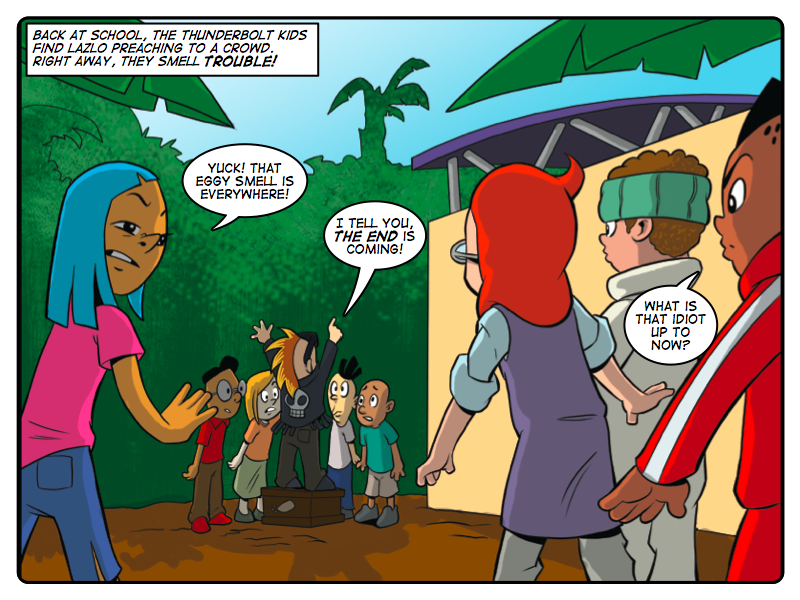 BACK AT SCHOOL, THE THUNDERBOLT KIDS
FIND LAZLO PREACHING TO A CROWD.
RIGHT AWAY, THEY SMELL TROUBLE!
YUCK! THAT
EGGY SMELL IS
EVERYWHERE!
I TELL YOU,
THE END IS
COMING!
WHAT IS
THAT IDIOT
UP TO
NOW?